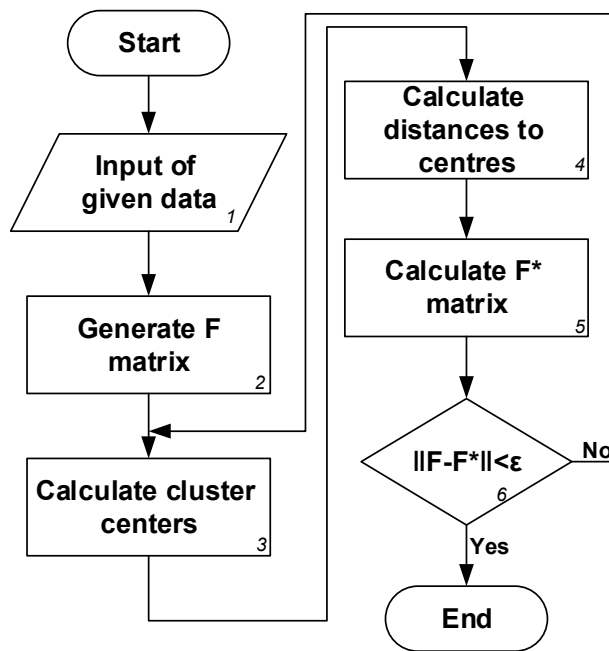 Start
Input of
given data
1
Generate F
matrix
2
Calculate cluster
centers
3
Calculate
distances to
centres
4
Calculate F*
matrix
5
||F-F*||<ε
6
No
Yes
End